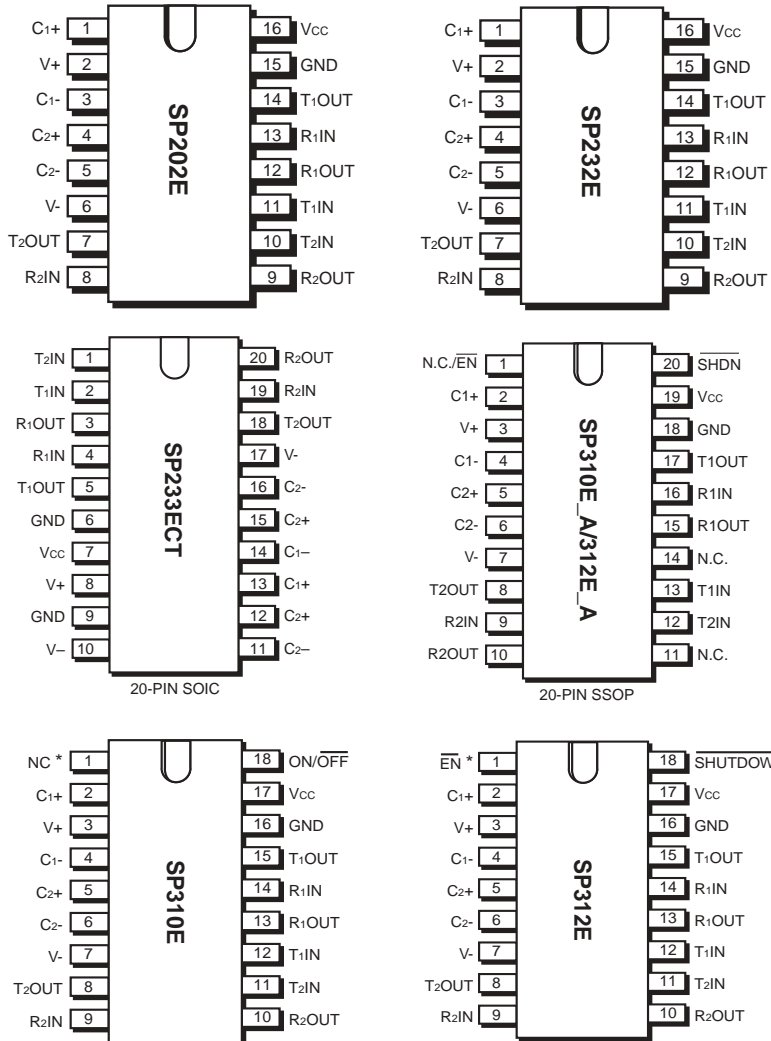 C1+ 1 16 Vcc
V+ 2 15 GND
C1- 3 14 T1OUT
C2+ 4 13 R1IN
C2- 5 12 R1OUT
V- 6 11 T1IN
T2OUT 7 10 T2IN
R2IN 8 9 R2OUT
SP202E
C1+ 1 16 Vcc
V+ 2 15 GND
C1- 3 14 T1OUT
C2+ 4 13 R1IN
C2- 5 12 R1OUT
V- 6 11 T1IN
T2OUT 7 10 T2IN
R2IN 8 9 R2OUT
SP232E
T2IN 1 20 R2OUT
T1IN 2 19 R2IN
R1OUT 3 18 T2OUT
R1IN 4 17 V-
T1OUT 5 16 C2-
GND 6 15 C2+
Vcc 7 14 C1–
V+ 8 13 C1+
GND 9 12 C2+
V– 10 11 C2–
SP233ECT
20-PIN SOIC
N.C./EN 1 20 SHDN
C1+ 2 19 Vcc
V+ 3 18 GND
C1- 4 17 T1OUT
C2+ 5 16 R1IN
C2- 6 15 R1OUT
V- 7 14 N.C.
T2OUT 8 13 T1IN
R2IN 9 12 T2IN
R2OUT 10 11 N.C.
SP310E_A/312E_A
20-PIN SSOP
NC * 1 18 ON/OFF
C1+ 2 17 Vcc
V+ 3 16 GND
C1- 4 15 T1OUT
C2+ 5 14 R1IN
C2- 6 13 R1OUT
V- 7 12 T1IN
T2OUT 8 11 T2IN
R2IN 9 10 R2OUT
SP310E
EN * 1 18 SHUTDOW
C1+ 2 17 Vcc
V+ 3 16 GND
C1- 4 15 T1OUT
C2+ 5 14 R1IN
C2- 6 13 R1OUT
V- 7 12 T1IN
T2OUT 8 11 T2IN
R2IN 9 10 R2OUT
SP312E